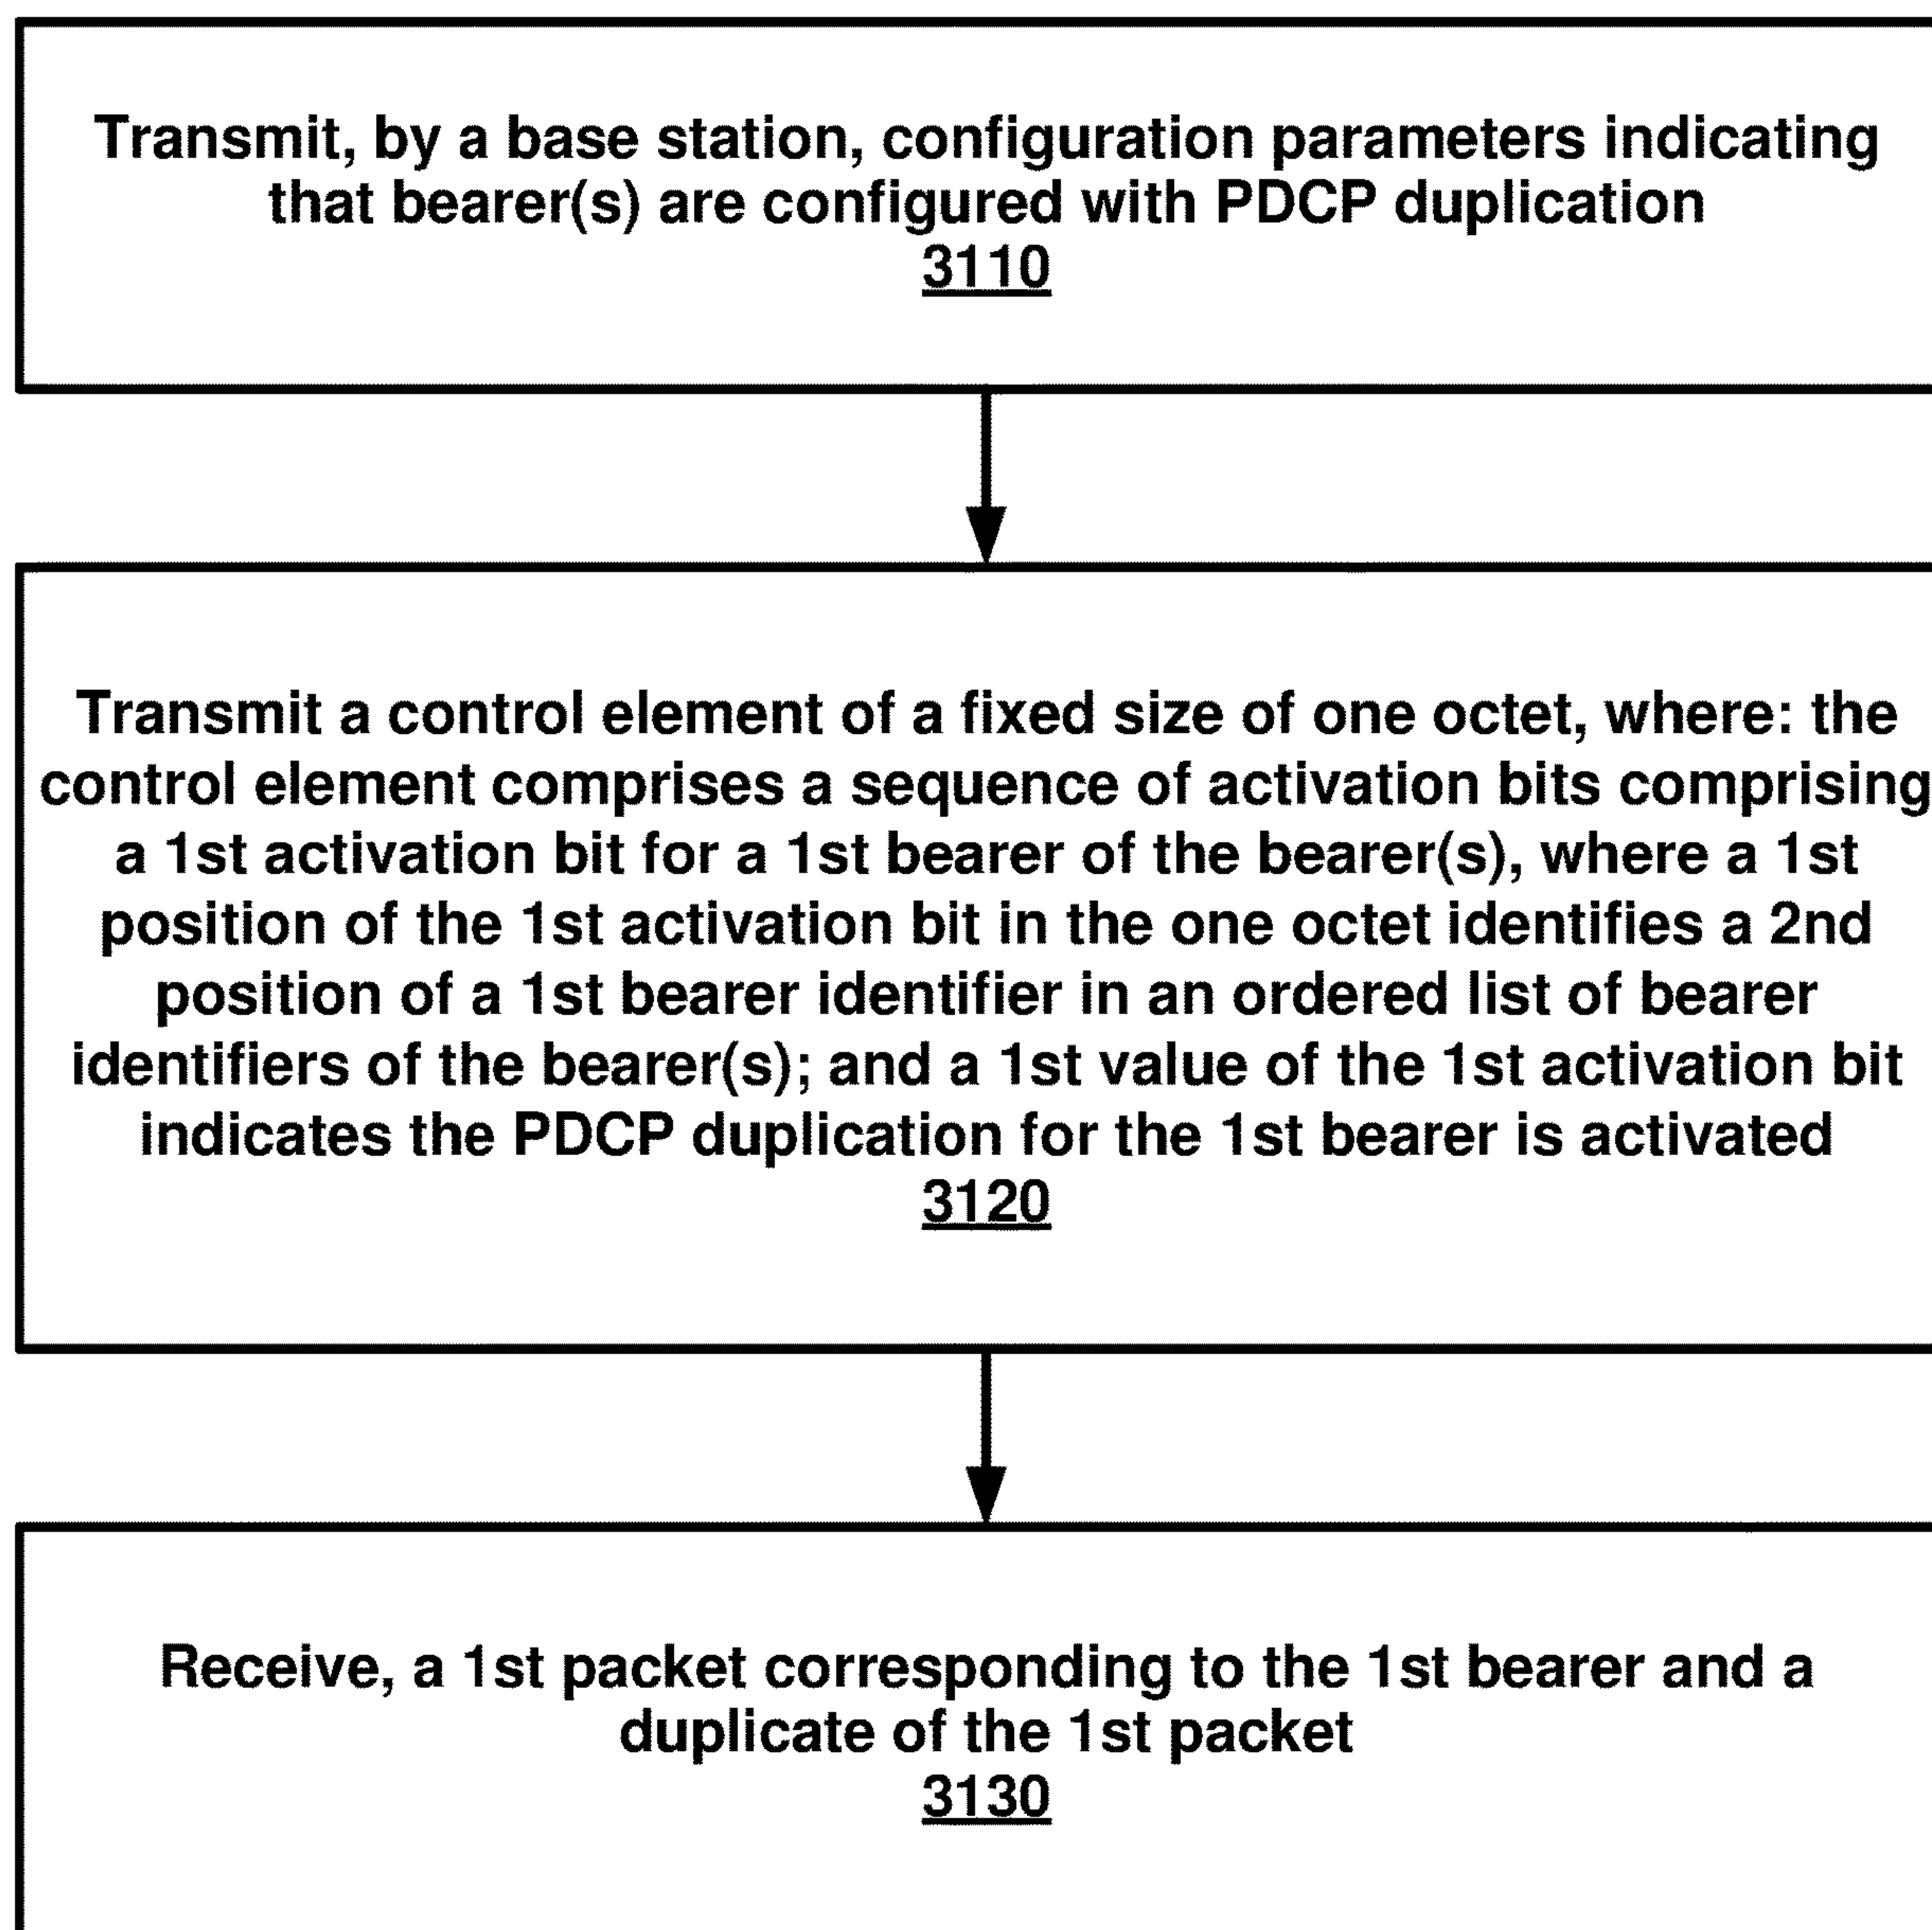 Transmit, by a base station, configuration parameters indicating
that bearer(s) are configured with PDCP duplication
3110
Transmit a control element of a fixed size of one octet, where: the
control element comprises a sequence of activation bits comprising
a 1st activation bit for a 1st bearer of the bearer(s), where a 1st
position of the 1st activation bit in the one octet identifies a 2nd
position of a 1st bearer identifier in an ordered list of bearer
identifiers of the bearer(s); and a 1st value of the 1st activation bit
indicates the PDCP duplication for the 1st bearer is activated
3120
Receive, a 1st packet corresponding to the 1st bearer and a
duplicate of the 1st packet
3130